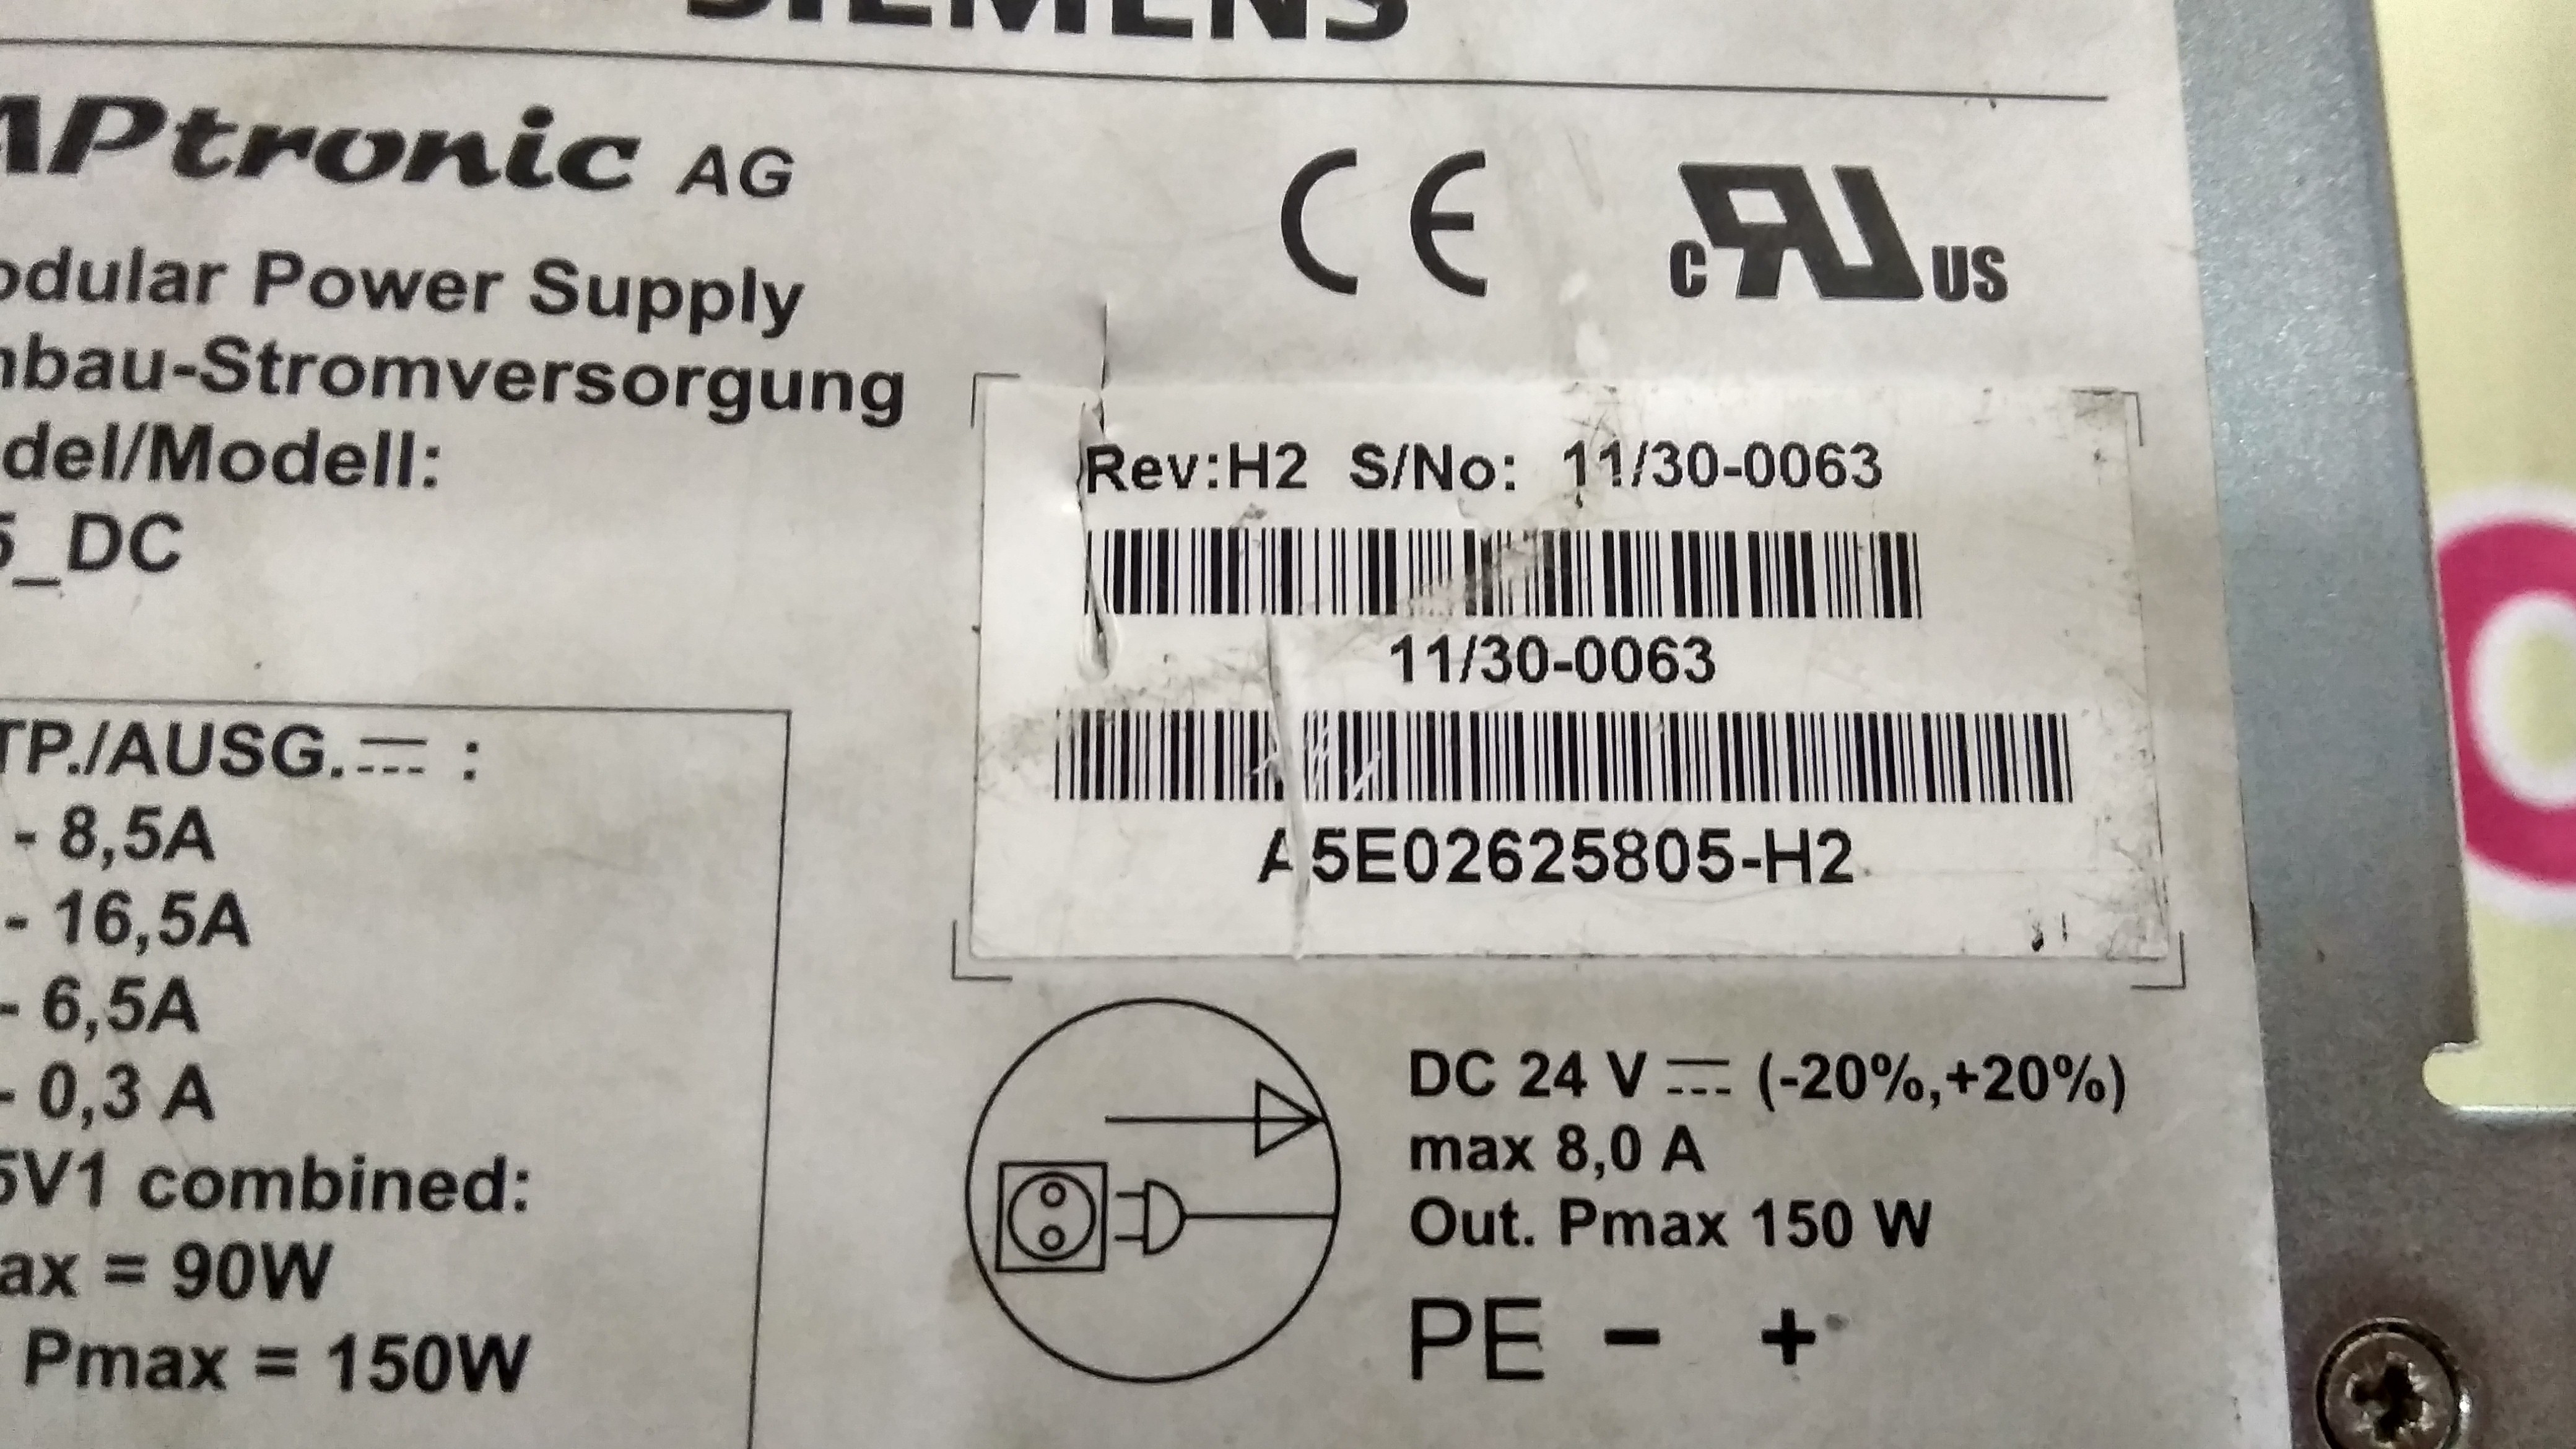 SIEMENS
APtronic AG
CE
c RU US
odular Power Supply
nbau-Stromversorgung
del/Modell:
5_DC
Rev:H2 S/No: 11/30-0063
11/30-0063
A5E02625805-H2
TP./AUSG. :
- 8,5A
- 16,5A
- 6,5A
- 0,3 A
5V1 combined:
ax = 90W
Pmax = 150W
DC 24 V (-20%,+20%)
max 8,0 A
Out. Pmax 150 W
PE - +